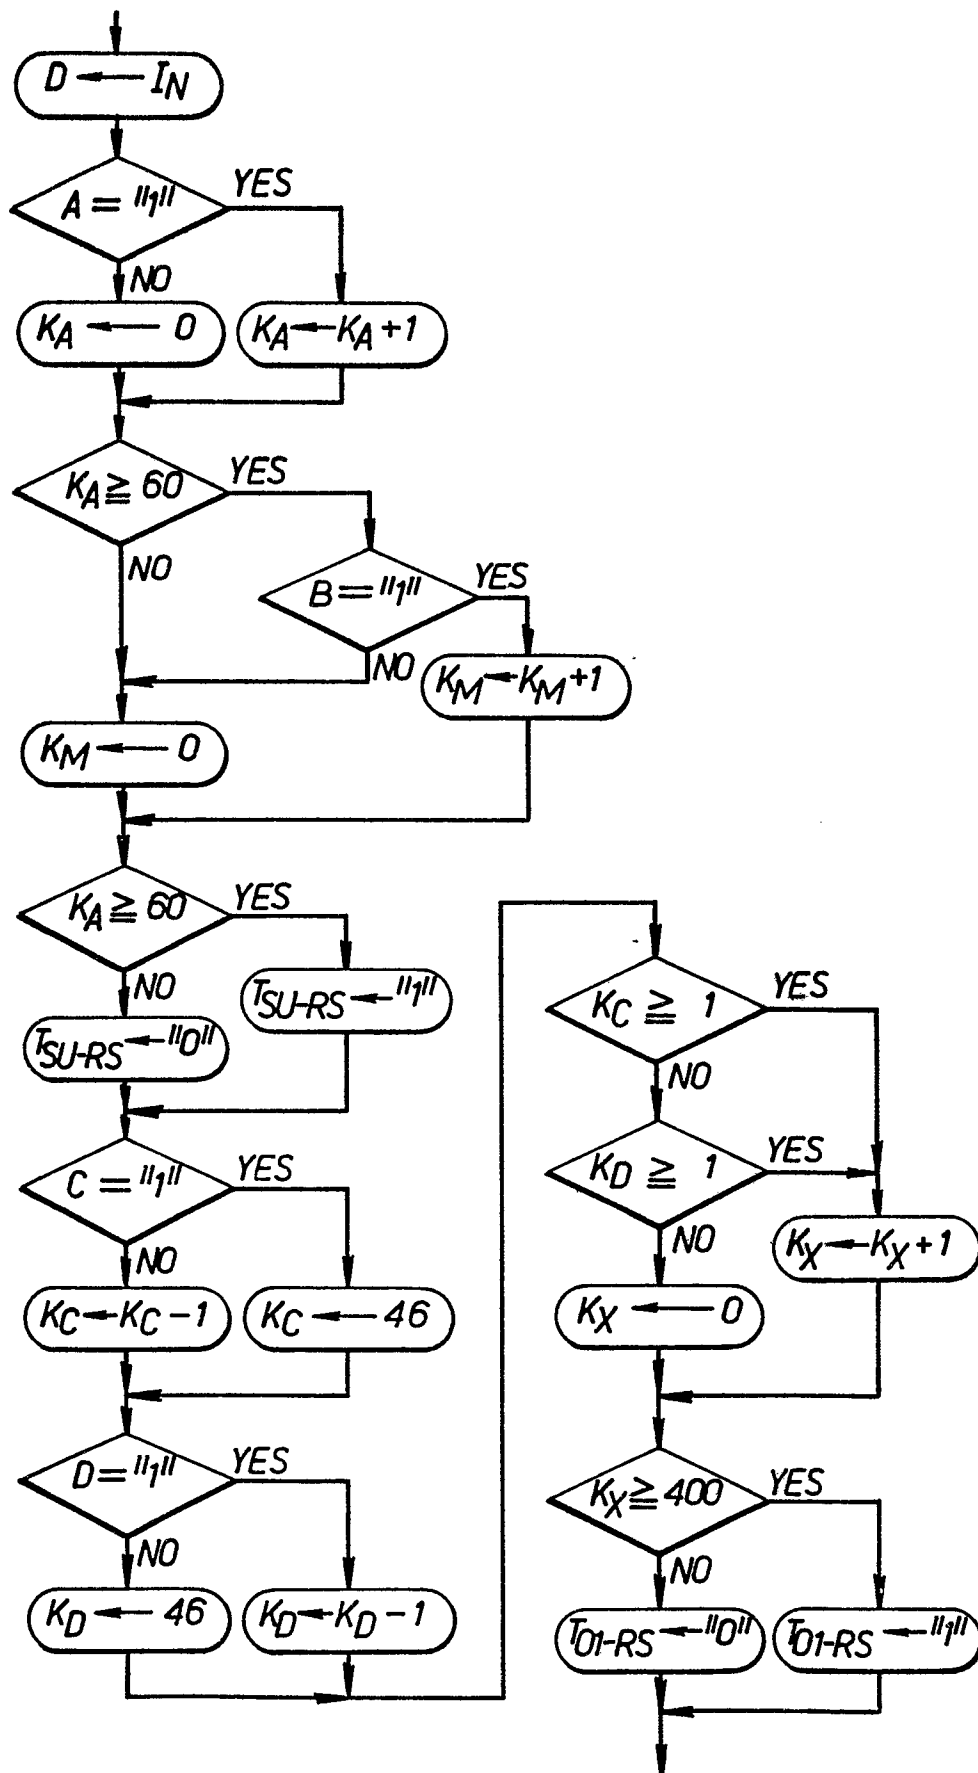 D ← I_N
A = "1"
YES
NO
K_A ← 0
K_A ← K_A + 1
K_A ≧ 60
YES
NO
B = "1"
YES
NO
K_M ← K_M + 1
K_M ← 0
K_A ≧ 60
YES
NO
T_SU-RS ← "1"
T_SU-RS ← "0"
C = "1"
YES
NO
K_C ← K_C - 1
K_C ← 46
D = "1"
YES
NO
K_D ← 46
K_D ← K_D - 1
K_C ≧ 1
YES
NO
K_D ≧ 1
YES
NO
K_X ← K_X + 1
K_X ← 0
K_X ≧ 400
YES
NO
T_01-RS ← "0"
T_01-RS ← "1"